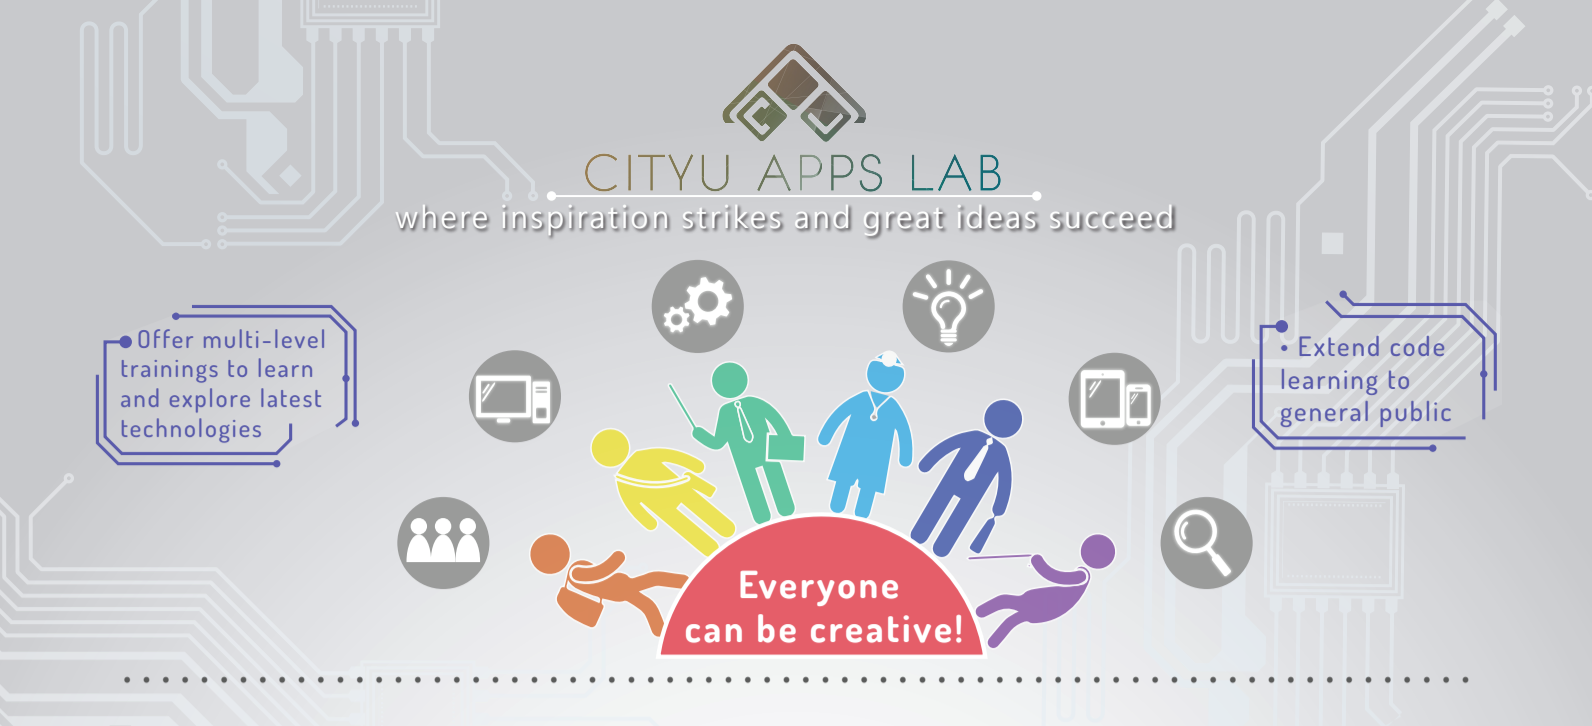 CITYU APPS LAB
where inspiration strikes and great ideas succeed
Offer multi-level
trainings to learn
and explore latest
technologies
• Extend code
learning to
general public
Everyone
can be creative!